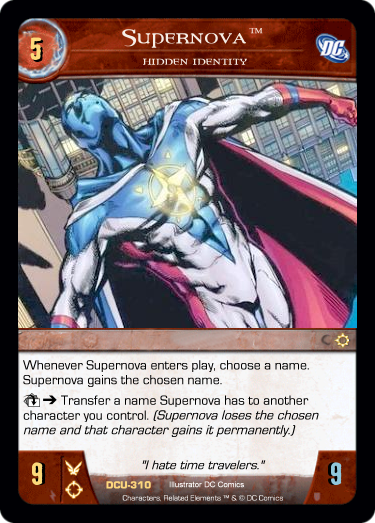 5
SUPERNOVA™
DC
HIDDEN IDENTITY
Whenever Supernova enters play, choose a name.
Supernova gains the chosen name.
➔ Transfer a name Supernova has to another
character you control. (Supernova loses the chosen
name and that character gains it permanently.)
"I hate time travelers."
9
9
DCU-310 Illustrator DC Comics
Characters, Related Elements ™ & © DC Comics